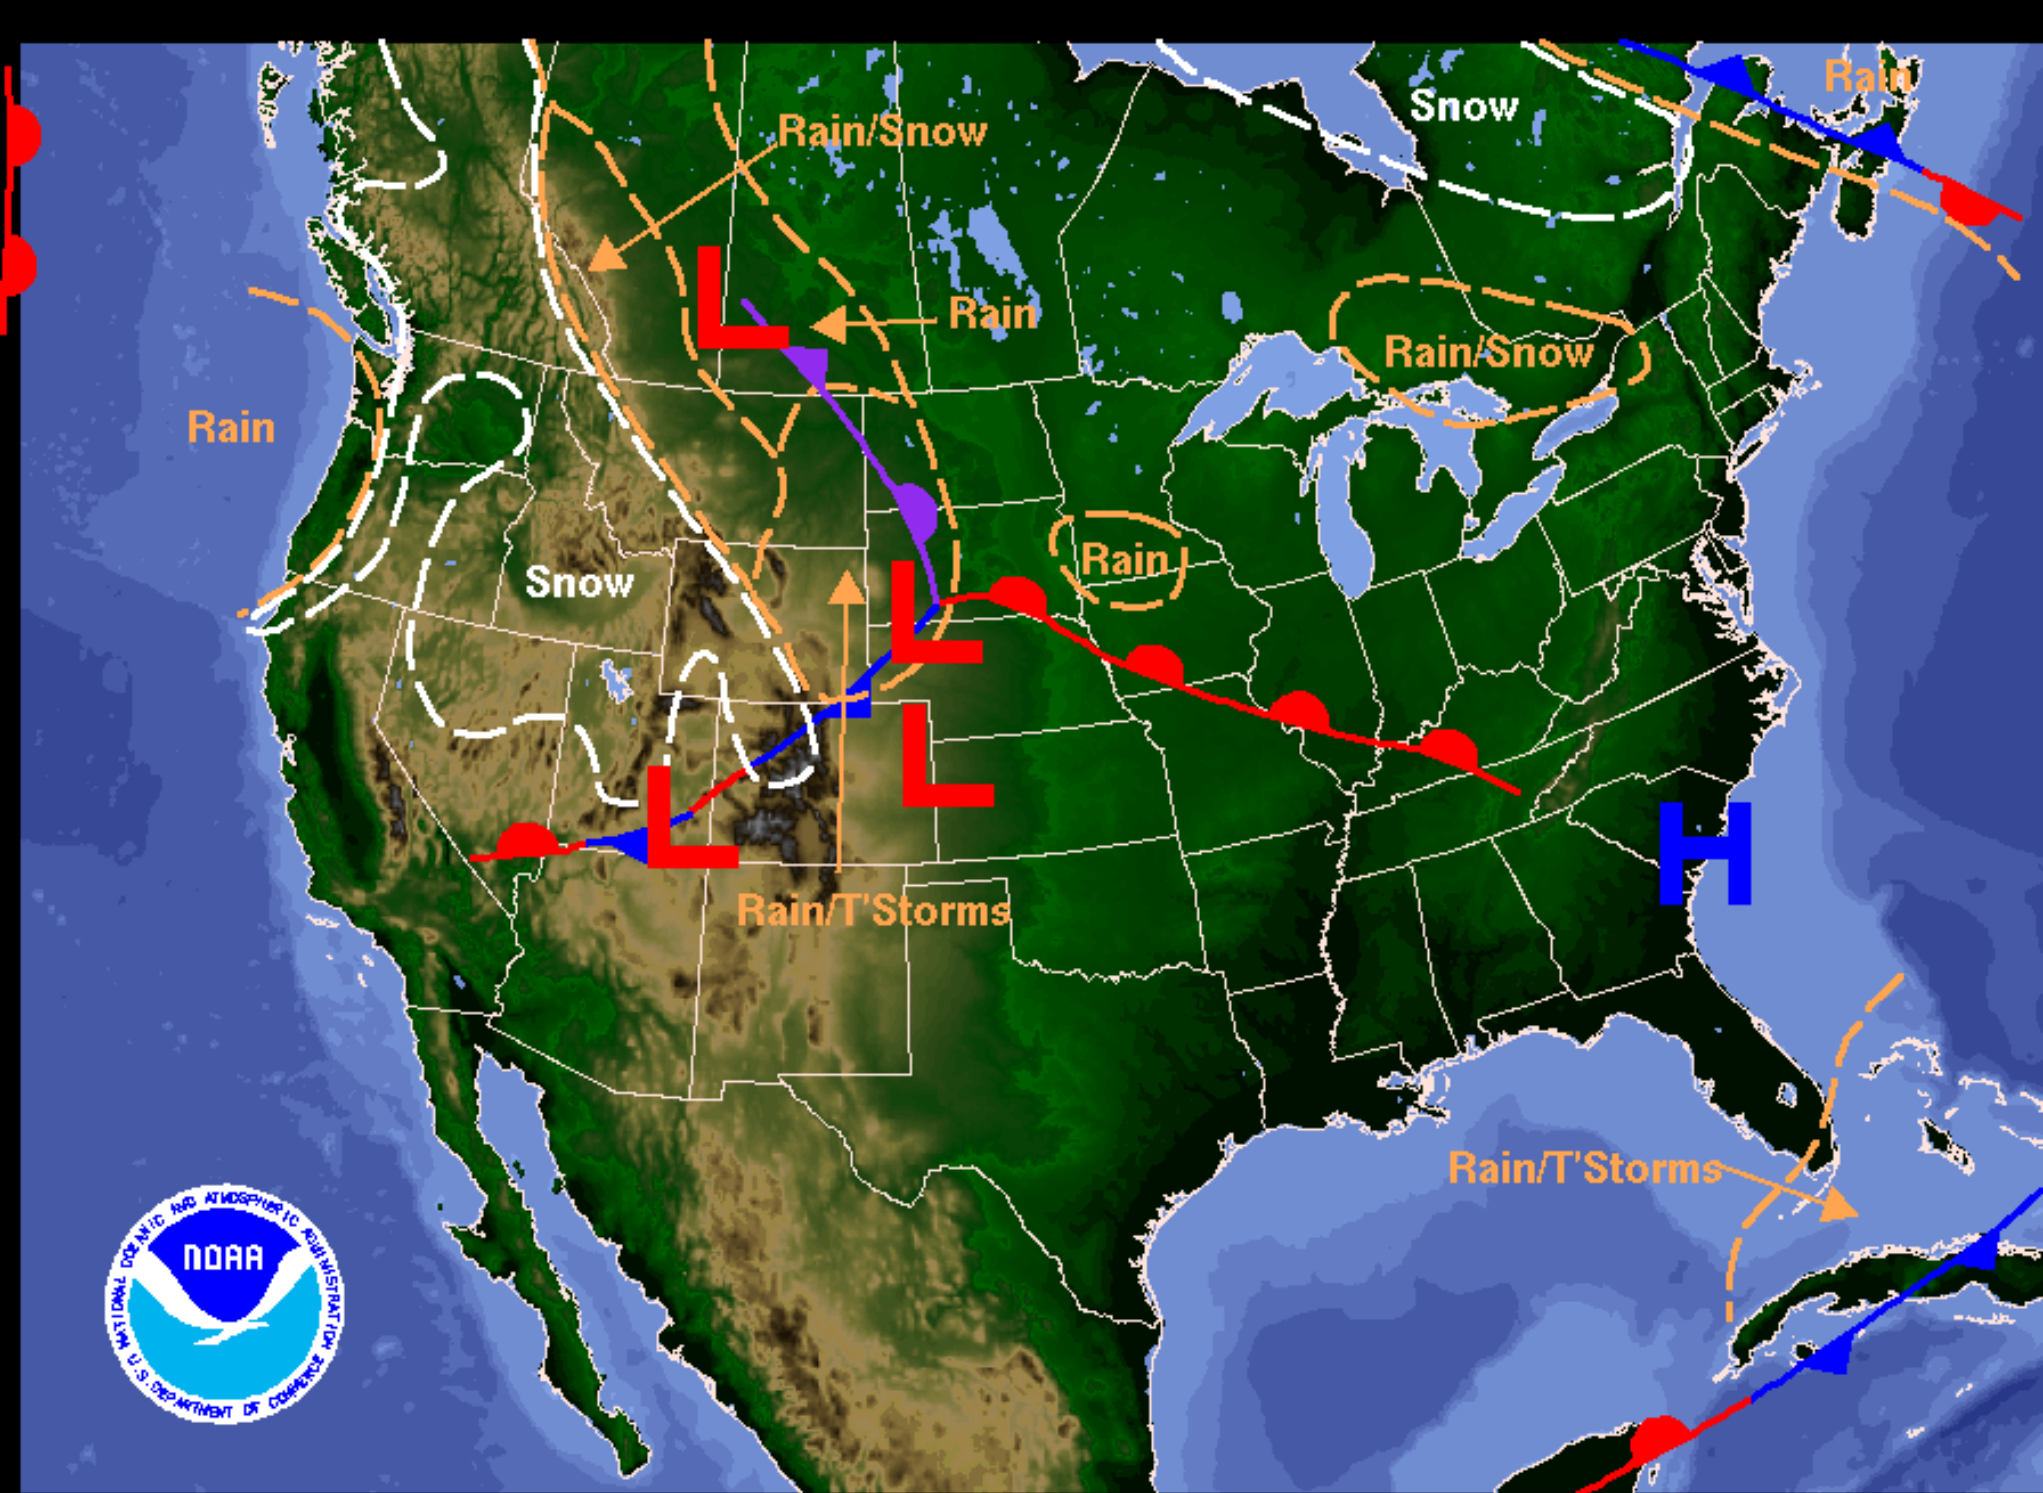 Rain
Snow
Rain/Snow
Rain
Rain/Snow
L
Rain
Rain
Snow
L
L
L
H
Rain/T'Storms
Rain/T'Storms
NATIONAL OCEANIC AND ATMOSPHERIC ADMINISTRATION
NOAA
U.S. DEPARTMENT OF COMMERCE